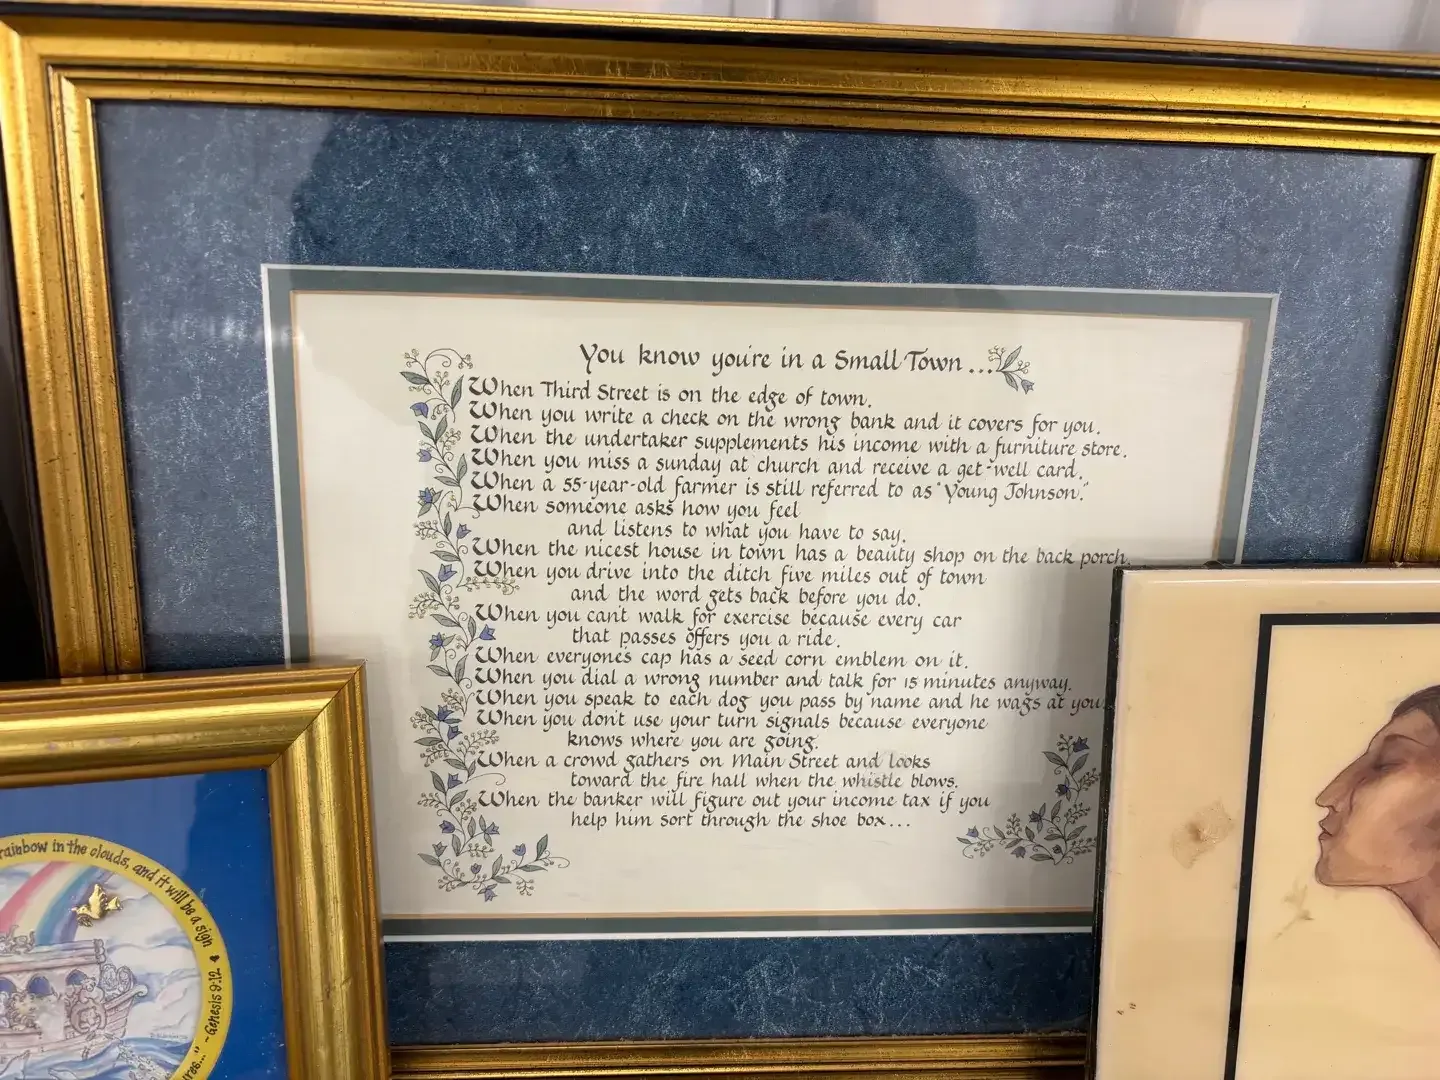 You know you're in a Small Town...
When Third Street is on the edge of town.
When you write a check on the wrong bank and it covers for you.
When the undertaker supplements his income with a furniture store.
When you miss a sunday at church and receive a get-well card.
When a 55-year-old farmer is still referred to as "Young Johnson."
When someone asks how you feel
and listens to what you have to say.
When the nicest house in town has a beauty shop on the back porch.
When you drive into the ditch five miles out of town
and the word gets back before you do.
When you can't walk for exercise because every car
that passes offers you a ride.
When everyone's cap has a seed corn emblem on it.
When you dial a wrong number and talk for 15 minutes anyway.
When you speak to each dog you pass by name and he wags at you.
When you don't use your turn signals because everyone
knows where you are going.
When a crowd gathers on Main Street and looks
toward the fire hall when the whistle blows.
When the banker will figure out your income tax if you
help him sort through the shoe box...
rainbow in the clouds, and it will be a sign
~Genesis 9:12